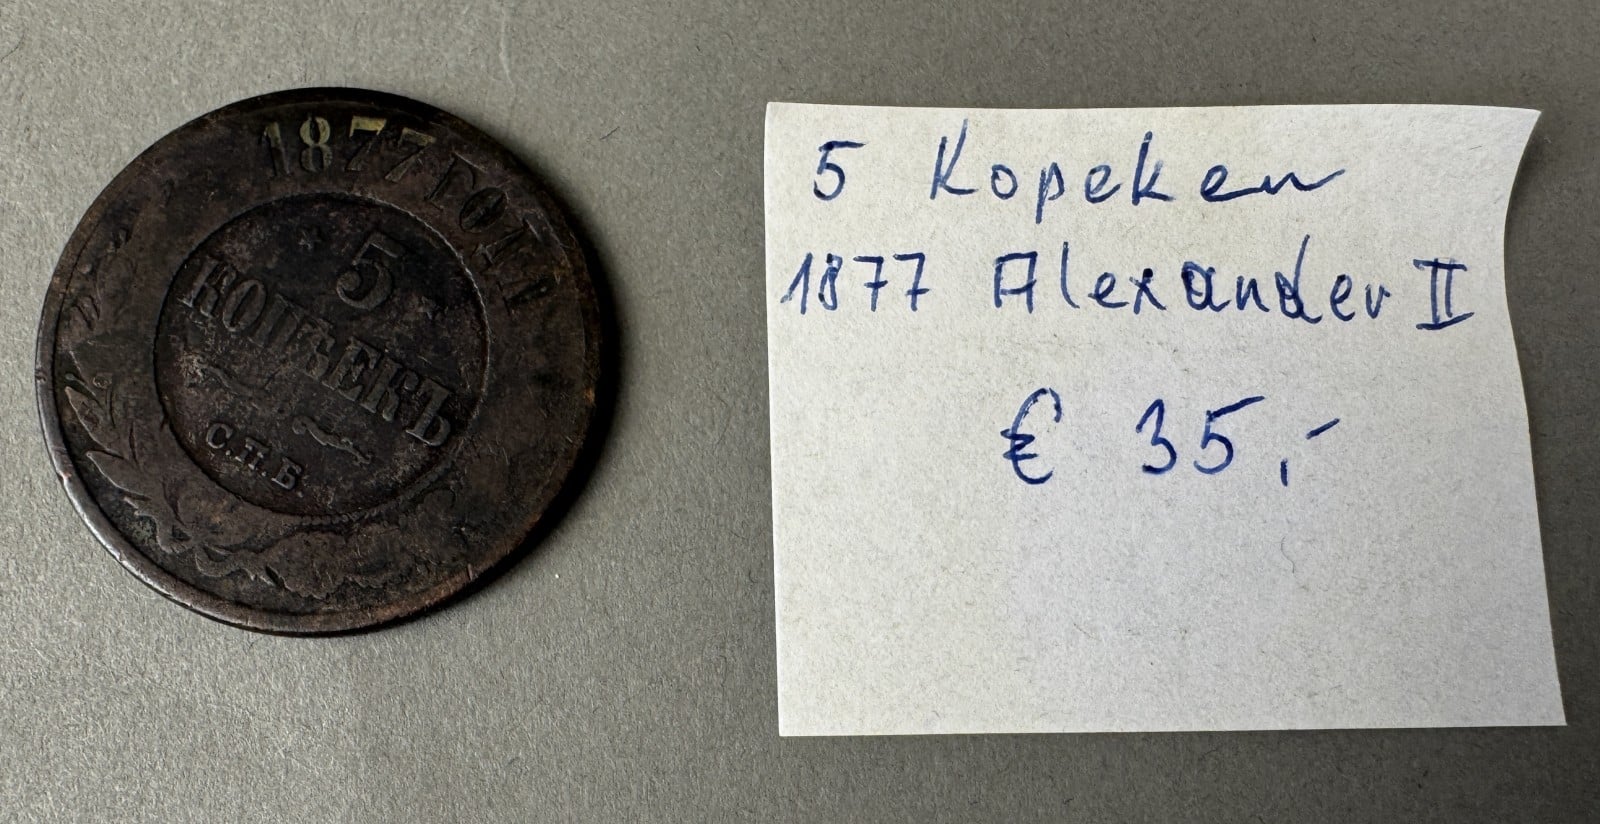 1877 ГОДА
5
КОПѢЕКЪ
С.П.Б.
5 Kopeken
1877 Alexander II
€ 35,-